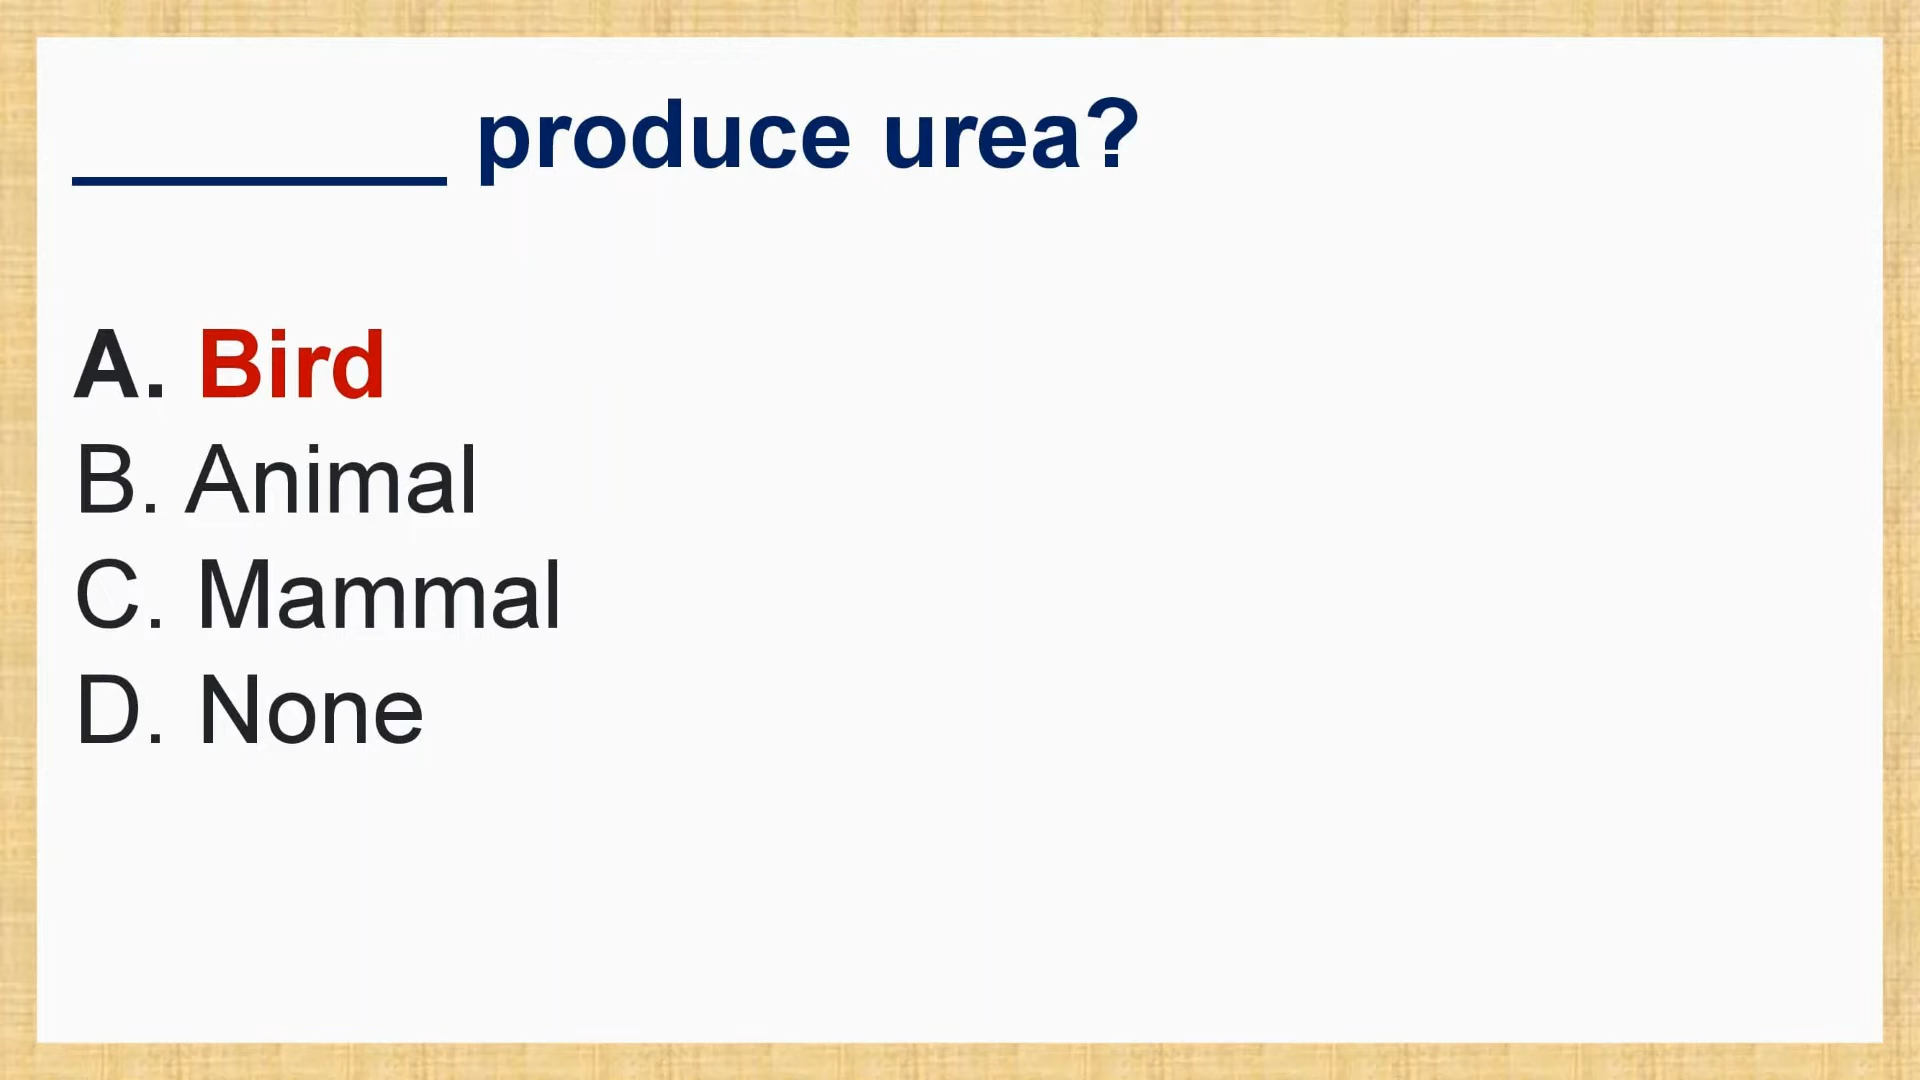 ________ produce urea?
A. Bird
B. Animal
C. Mammal
D. None